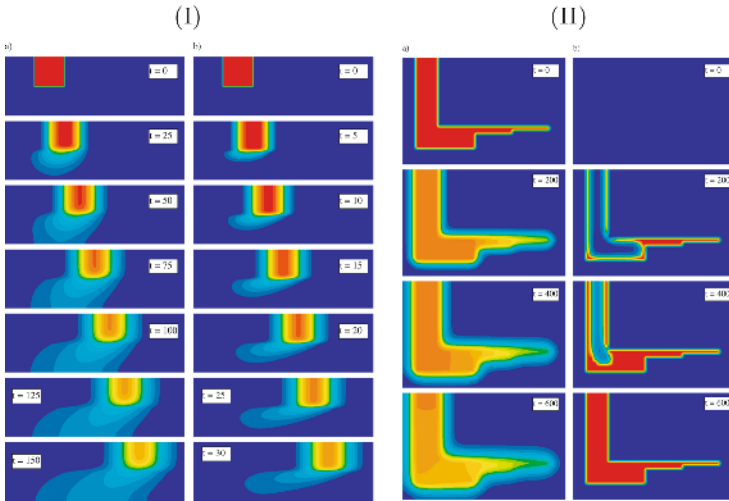 (I) (II)
a) b) a) b)
t = 0 t = 0 t = 0 t = 0
t = 25 t = 5
t = 50 t = 10 t = 200 t = 200
t = 75 t = 15
t = 100 t = 20 t = 400 t = 400
t = 125 t = 25
t = 150 t = 30 t = 600 t = 600